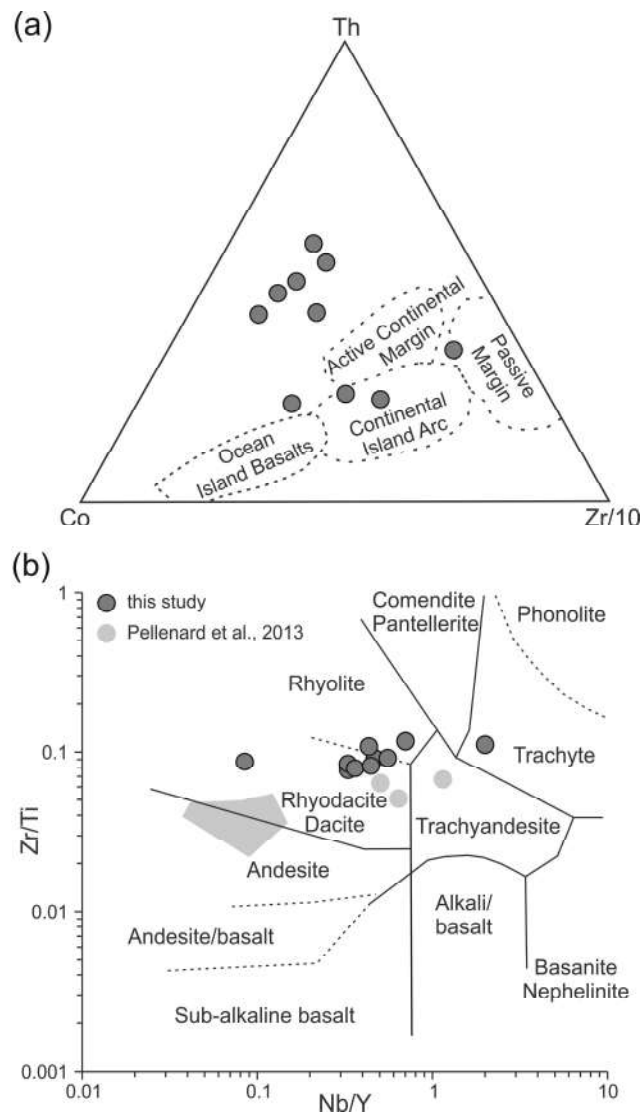 (a)
Th
Active Continental
Margin
Passive
Margin
Continental
Island Arc
Ocean
Island Basalts
Co
Zr/10
(b)
1
this study
Pellenard et al., 2013
Comendite
Pantellerite
Phonolite
Rhyolite
0.1
Trachyte
Rhyodacite
Dacite
Trachyandesite
Zr/Ti
Andesite
0.01
Alkali/
basalt
Andesite/basalt
Basanite
Nephelinite
Sub-alkaline basalt
0.001
0.01
0.1
1
10
Nb/Y